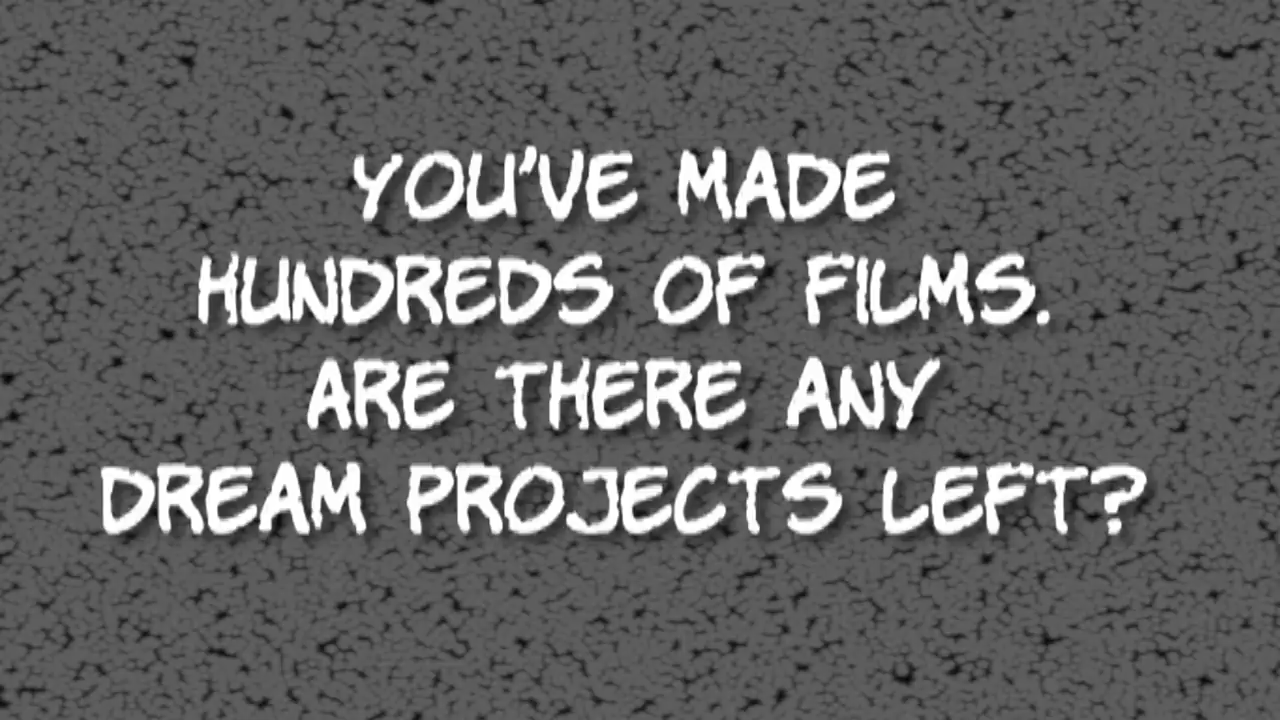 YOU'VE MADE
HUNDREDS OF FILMS.
ARE THERE ANY
DREAM PROJECTS LEFT?